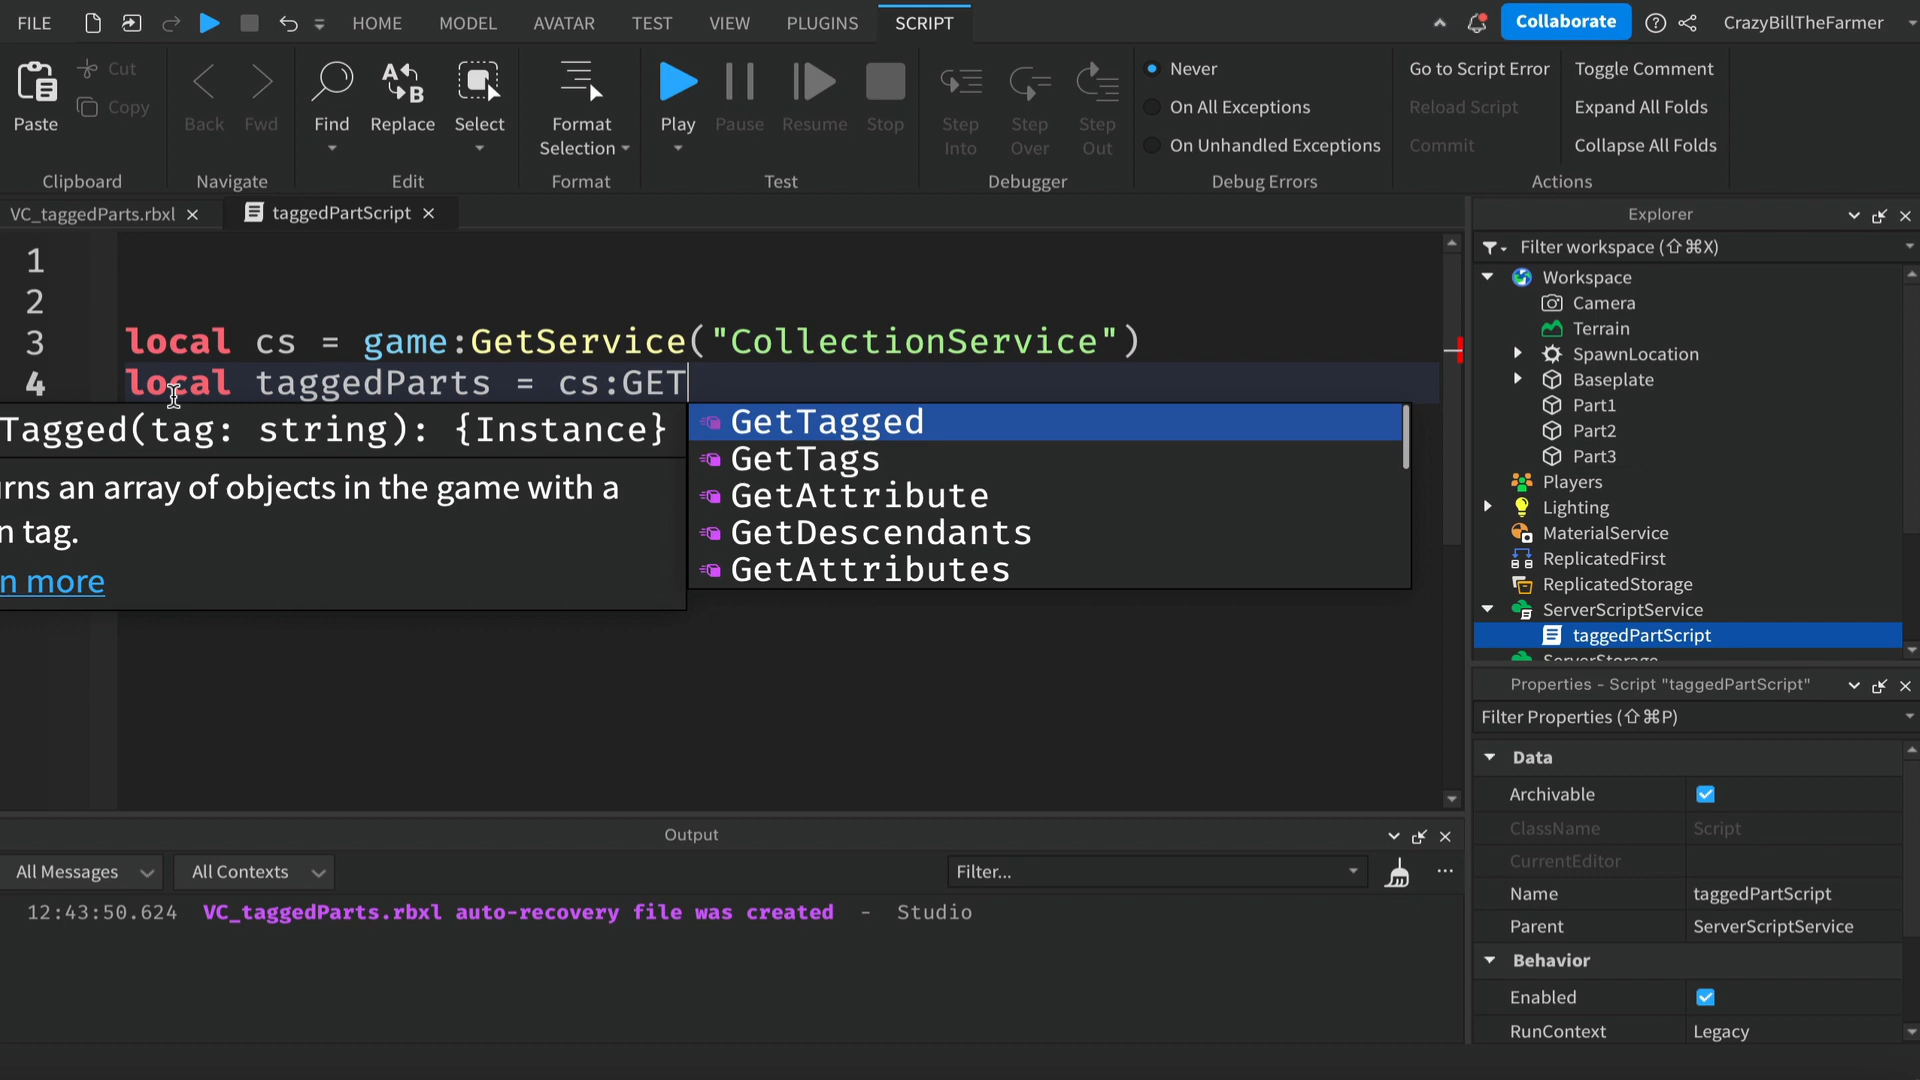 FILE HOME MODEL AVATAR TEST VIEW PLUGINS SCRIPT Collaborate CrazyBillTheFarmer
Paste Cut Copy
Clipboard
Back Fwd
Navigate
Find Replace Select
Edit
Format Selection
Format
Play Pause Resume Stop
Test
Step Into Step Over Step Out
Debugger
Never
On All Exceptions
On Unhandled Exceptions
Debug Errors
Go to Script Error Toggle Comment
Reload Script Expand All Folds
Commit Collapse All Folds
Actions
VC_taggedParts.rbxl taggedPartScript
1
2
3 local cs = game:GetService("CollectionService")
4 local taggedParts = cs:GET
Tagged(tag: string): {Instance}
urns an array of objects in the game with a
n tag.
n more
GetTagged
GetTags
GetAttribute
GetDescendants
GetAttributes
Output
All Messages All Contexts Filter...
12:43:50.624 VC_taggedParts.rbxl auto-recovery file was created - Studio
Explorer
Filter workspace (⇧⌘X)
Workspace
Camera
Terrain
SpawnLocation
Baseplate
Part1
Part2
Part3
Players
Lighting
MaterialService
ReplicatedFirst
ReplicatedStorage
ServerScriptService
taggedPartScript
ServerStorage
Properties - Script "taggedPartScript"
Filter Properties (⇧⌘P)
Data
Archivable
ClassName Script
CurrentEditor
Name taggedPartScript
Parent ServerScriptService
Behavior
Enabled
RunContext Legacy